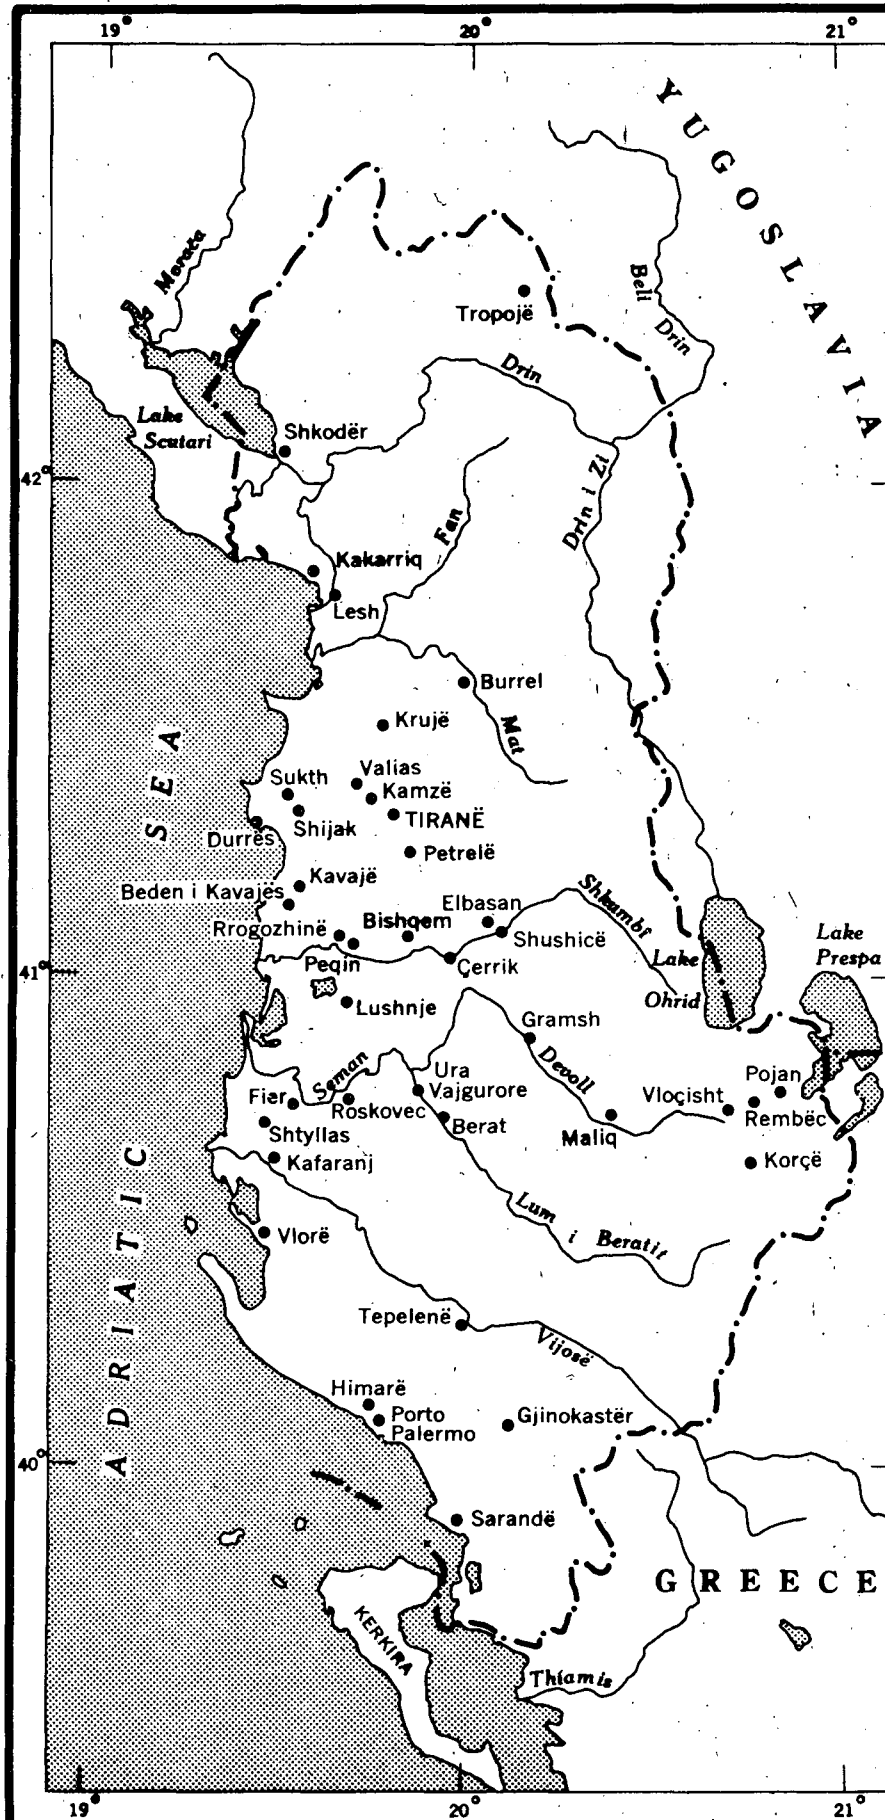 19°
20°
21°
YUGOSLAVIA
Morača
Beli Drin
Tropojë
Drin
Lake
Scutari
Shkodër
42°
Fan
Drin i Zi
Kakarriq
Lesh
Burrel
Krujë
Mat
Valias
Sukth
Kamzë
Shijak
TIRANË
Durrës
Petrelë
Kavajë
Beden i Kavajës
Elbasan
Shkumbî
Rrogozhinë
Bishqem
Shushicë
Peqin
Çerrik
Lake
Ohrid
Lake
Prespa
41°
Lushnje
Gramsh
Seman
Ura
Vajgurore
Devoll
Pojan
Vloçisht
Rembëc
Fier
Roskovec
Berat
Maliq
Shtyllas
Kafaranj
Korçë
Vlorë
Lum i Beratit
ADRIATIC SEA
Tepelenë
Vijosë
Himarë
Porto
Palermo
Gjinokastër
40°
Sarandë
GREECE
KERKIRA
Thiamis
19°
20°
21°